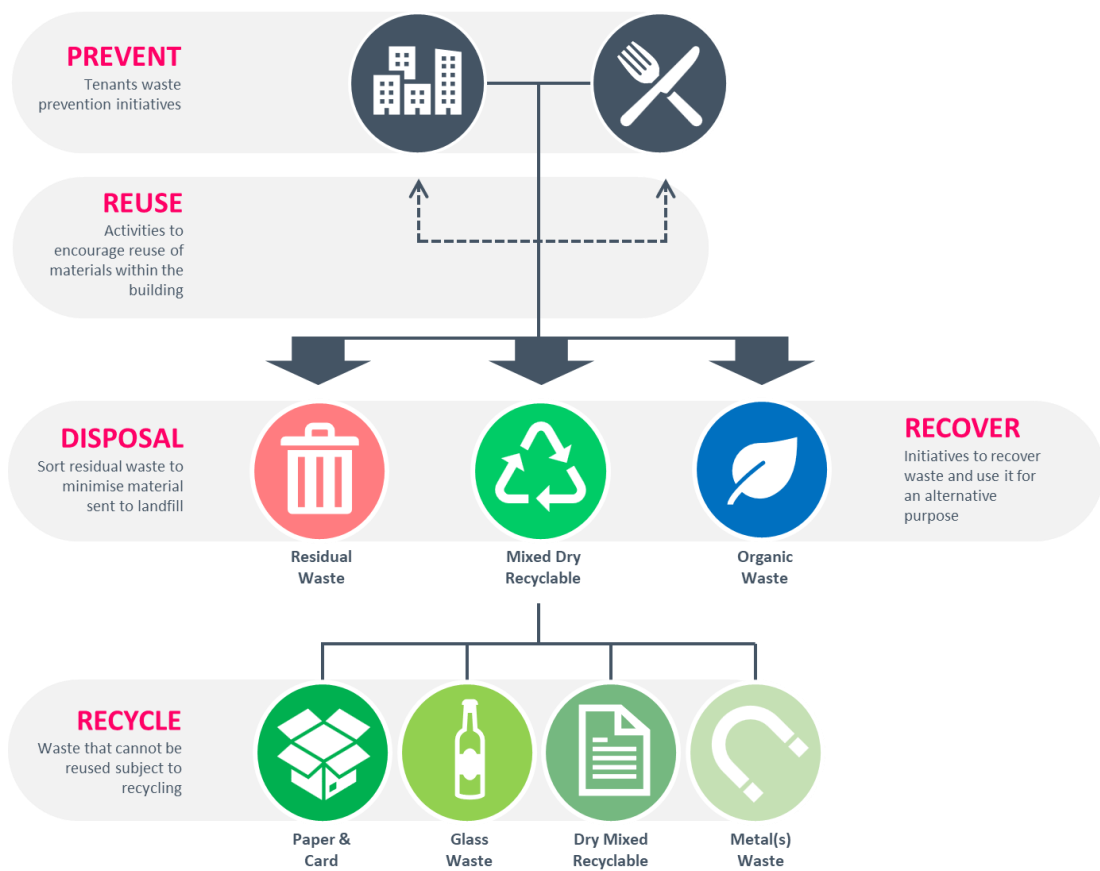 PREVENT
Tenants waste
prevention initiatives
REUSE
Activities to
encourage reuse of
materials within the
building
DISPOSAL
Sort residual waste to
minimise material
sent to landfill
RECOVER
Initiatives to recover
waste and use it for
an alternative
purpose
Residual
Waste
Mixed Dry
Recyclable
Organic
Waste
RECYCLE
Waste that cannot be
reused subject to
recycling
Paper &
Card
Glass
Waste
Dry Mixed
Recyclable
Metal(s)
Waste